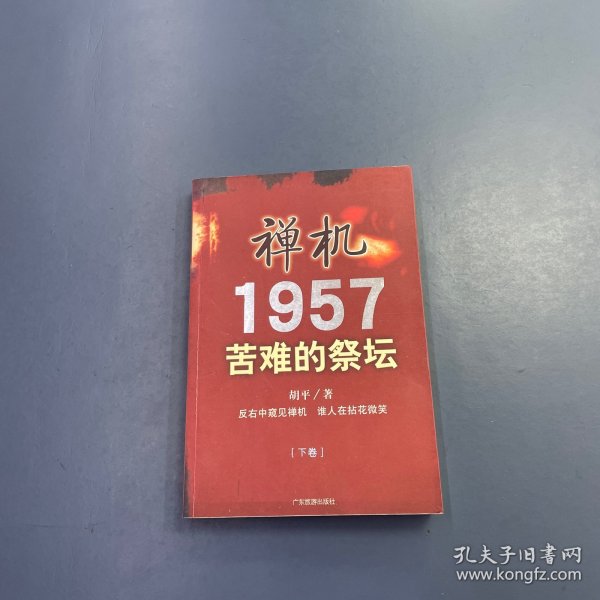 禅机
1957
苦难的祭坛
胡平／著
反右中窥见禅机 谁人在拈花微笑
［下卷］
广东旅游出版社
孔夫子旧书网
www.kongfz.com